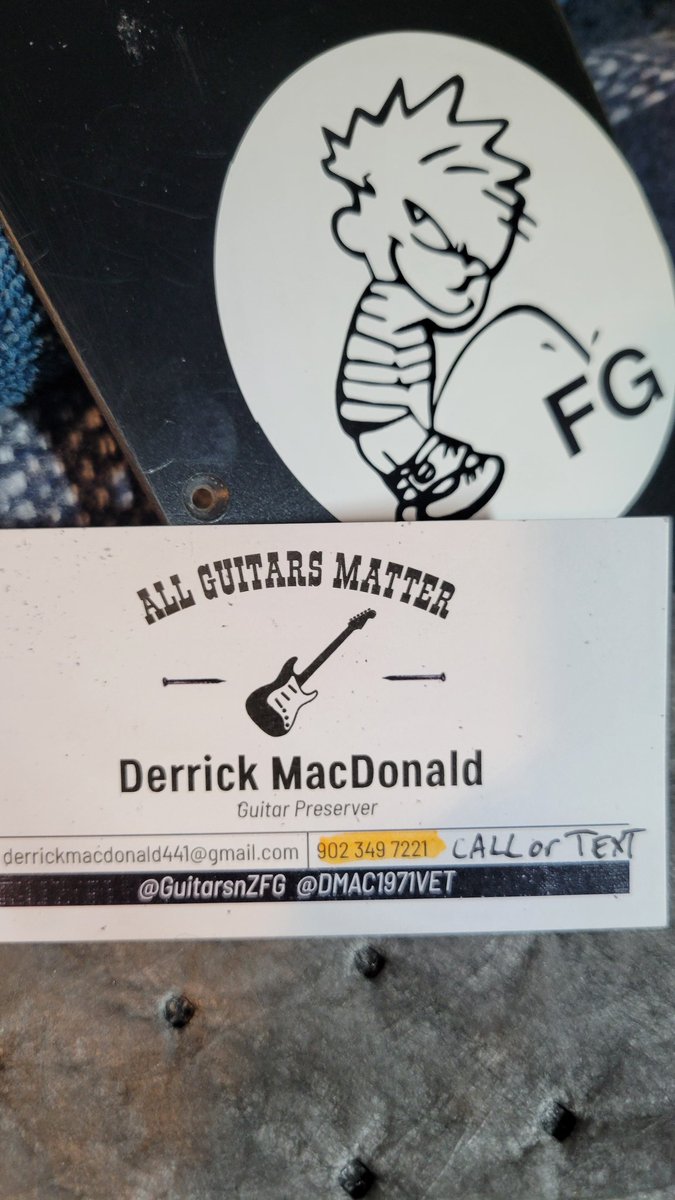 FG
ALL GUITARS MATTER
Derrick MacDonald
Guitar Preserver
derrickmacdonald441@gmail.com 902 349 7221 CALL or TEXT
@GuitarsnZFG @DMAC1971VET